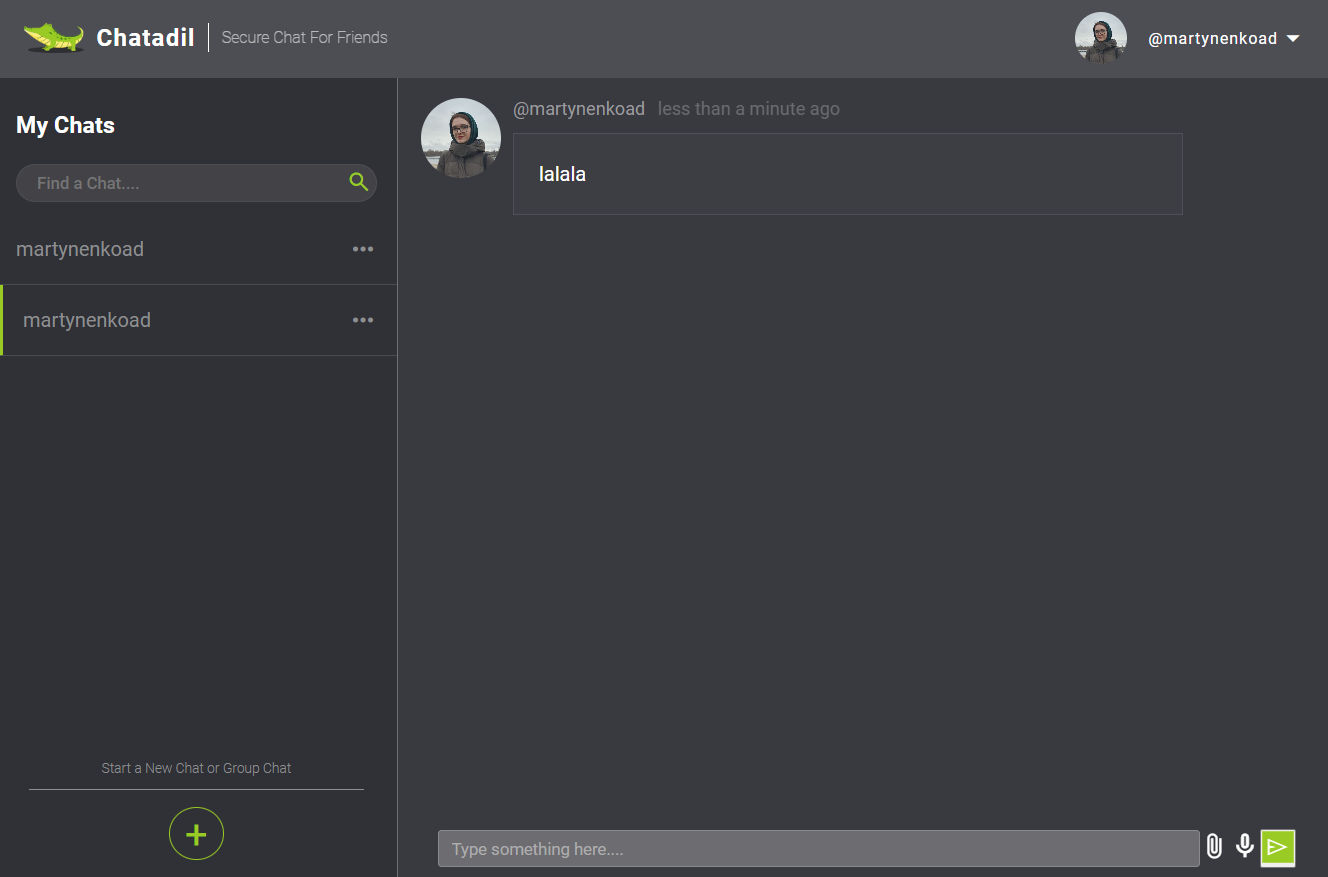 Chatadil
Secure Chat For Friends
@martynenkoad
My Chats
Find a Chat....
martynenkoad
martynenkoad
Start a New Chat or Group Chat
@martynenkoad less than a minute ago
lalala
Type something here....